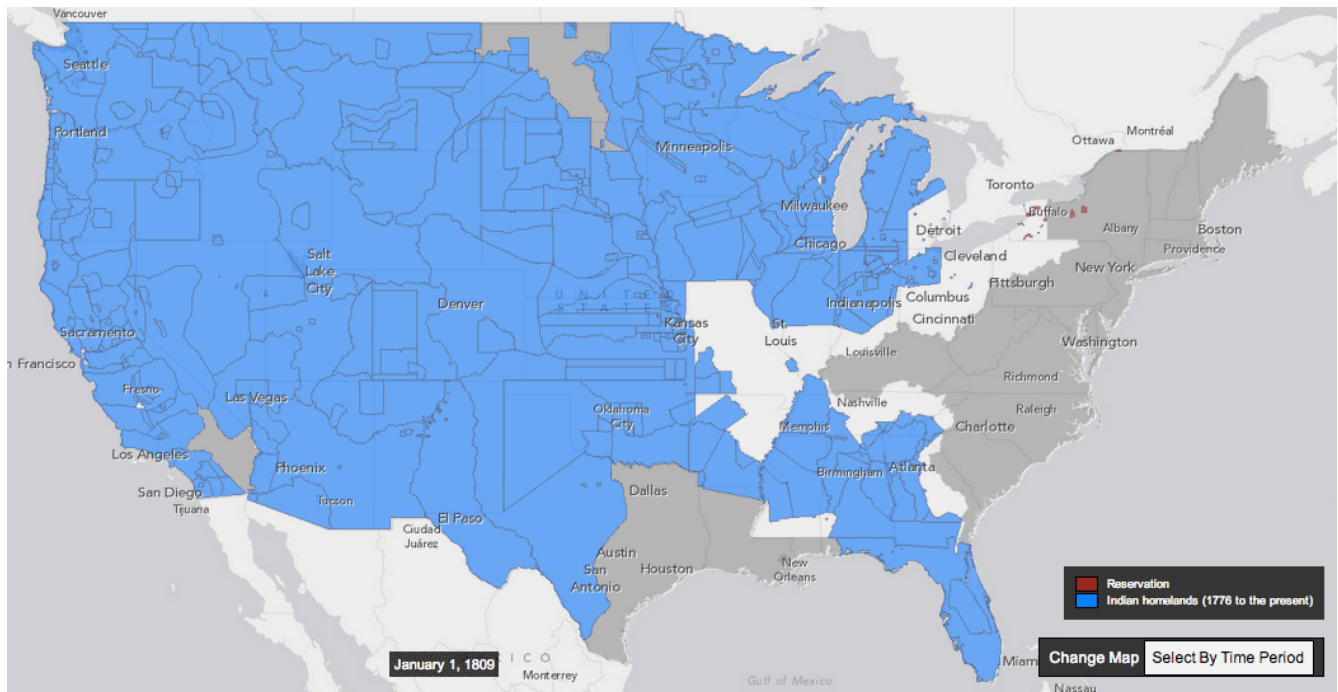 Vancouver
Seattle
Portland
Minneapolis
Ottawa
Montréal
Toronto
Buffalo
Milwaukee
Detroit
Albany
Boston
Chicago
Cleveland
Providence
Salt
Lake
City
New York
Pittsburgh
Denver
UNITED
STATES
Indianapolis
Columbus
Cincinnati
Sacramento
Kansas
City
St.
Louis
Washington
n Francisco
Louisville
Fresno
Las Vegas
Richmond
Nashville
Raleigh
Oklahoma
City
Memphis
Charlotte
Los Angeles
Phoenix
Birmingham
Atlanta
San Diego
Tijuana
Tucson
Dallas
El Paso
Ciudad
Juárez
Austin
San
Antonio
Houston
New
Orleans
Reservation
Indian homelands (1776 to the present)
January 1, 1809
X I C O
Monterrey
Gulf of Mexico
Miam
Change Map
Select By Time Period
Nassau